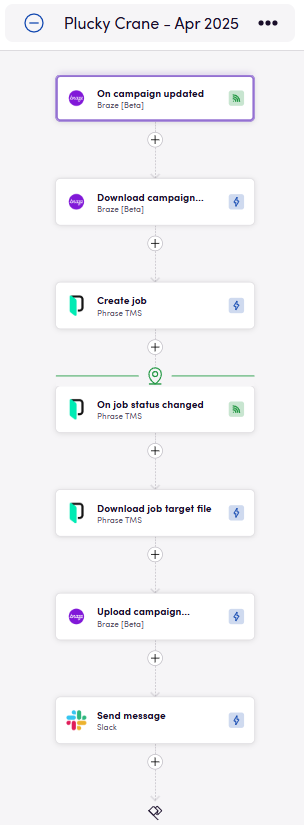 Plucky Crane - Apr 2025
On campaign updated
Braze [Beta]
Download campaign...
Braze [Beta]
Create job
Phrase TMS
On job status changed
Phrase TMS
Download job target file
Phrase TMS
Upload campaign...
Braze [Beta]
Send message
Slack